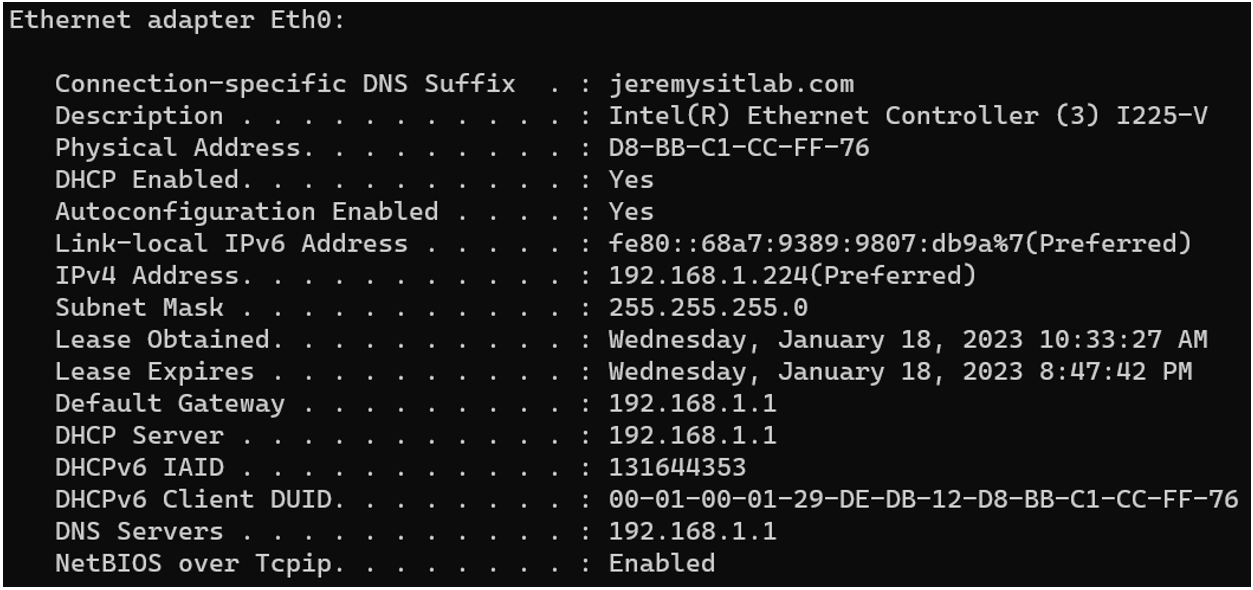 Ethernet adapter Eth0:
Connection-specific DNS Suffix  . : jeremysitlab.com
Description . . . . . . . . . . . : Intel(R) Ethernet Controller (3) I225-V
Physical Address. . . . . . . . . : D8-BB-C1-CC-FF-76
DHCP Enabled. . . . . . . . . . . : Yes
Autoconfiguration Enabled . . . . : Yes
Link-local IPv6 Address . . . . . : fe80::68a7:9389:9807:db9a%7(Preferred)
IPv4 Address. . . . . . . . . . . : 192.168.1.224(Preferred)
Subnet Mask . . . . . . . . . . . : 255.255.255.0
Lease Obtained. . . . . . . . . . : Wednesday, January 18, 2023 10:33:27 AM
Lease Expires . . . . . . . . . . : Wednesday, January 18, 2023 8:47:42 PM
Default Gateway . . . . . . . . . : 192.168.1.1
DHCP Server . . . . . . . . . . . : 192.168.1.1
DHCPv6 IAID . . . . . . . . . . . : 131644353
DHCPv6 Client DUID. . . . . . . . : 00-01-00-01-29-DE-DB-12-D8-BB-C1-CC-FF-76
DNS Servers . . . . . . . . . . . : 192.168.1.1
NetBIOS over Tcpip. . . . . . . . : Enabled